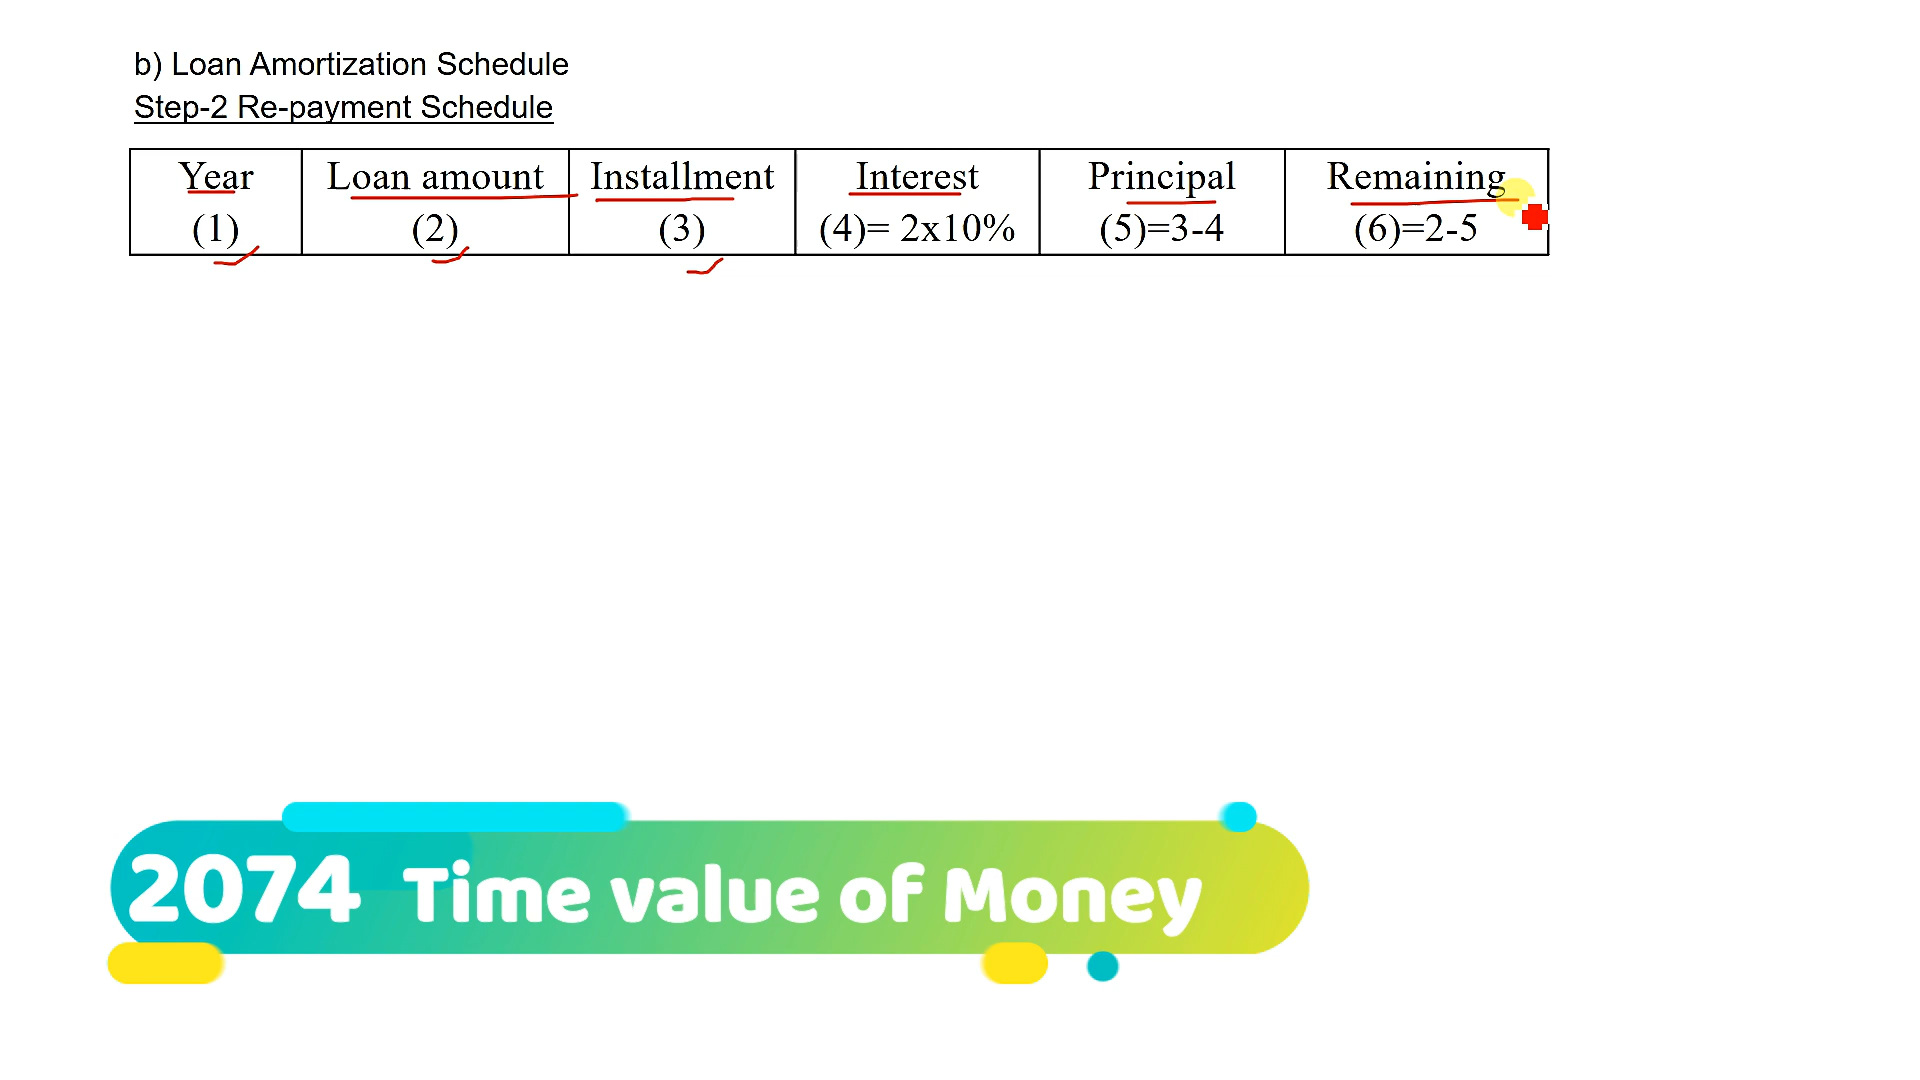 b) Loan Amortization Schedule
Step-2 Re-payment Schedule
Year Loan amount Installment Interest Principal Remaining
(1) (2) (3) (4)= 2x10% (5)=3-4 (6)=2-5
2074 Time value of Money